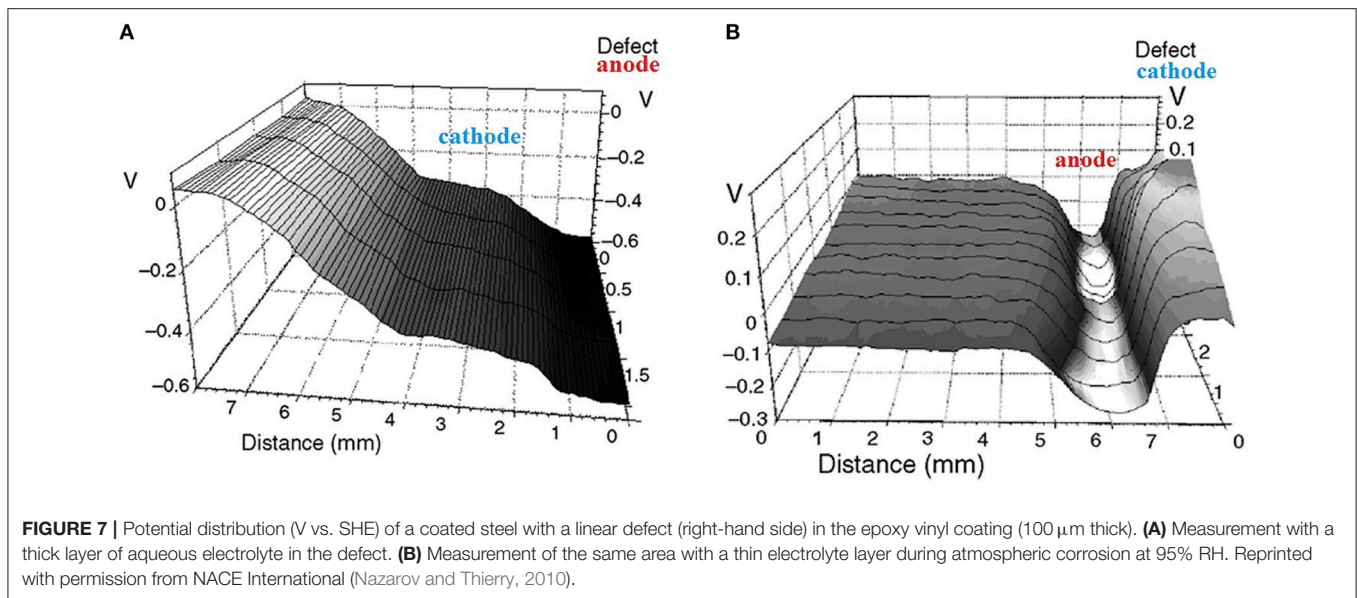 A
Defect
anode
V
0
−0.2
−0.4
−0.6
0
0.5
1
1.5
cathode
V
0
−0.2
−0.4
−0.6
7 6 5 4 3 2 1 0
Distance (mm)
B
Defect
cathode
V
0.2
0.1
anode
V
0.2
0.1
0
−0.1
−0.2
−0.3
2
1
0 1 2 3 4 5 6 7 0
Distance (mm)
FIGURE 7 | Potential distribution (V vs. SHE) of a coated steel with a linear defect (right-hand side) in the epoxy vinyl coating (100 μm thick). (A) Measurement with a
thick layer of aqueous electrolyte in the defect. (B) Measurement of the same area with a thin electrolyte layer during atmospheric corrosion at 95% RH. Reprinted
with permission from NACE International (Nazarov and Thierry, 2010).